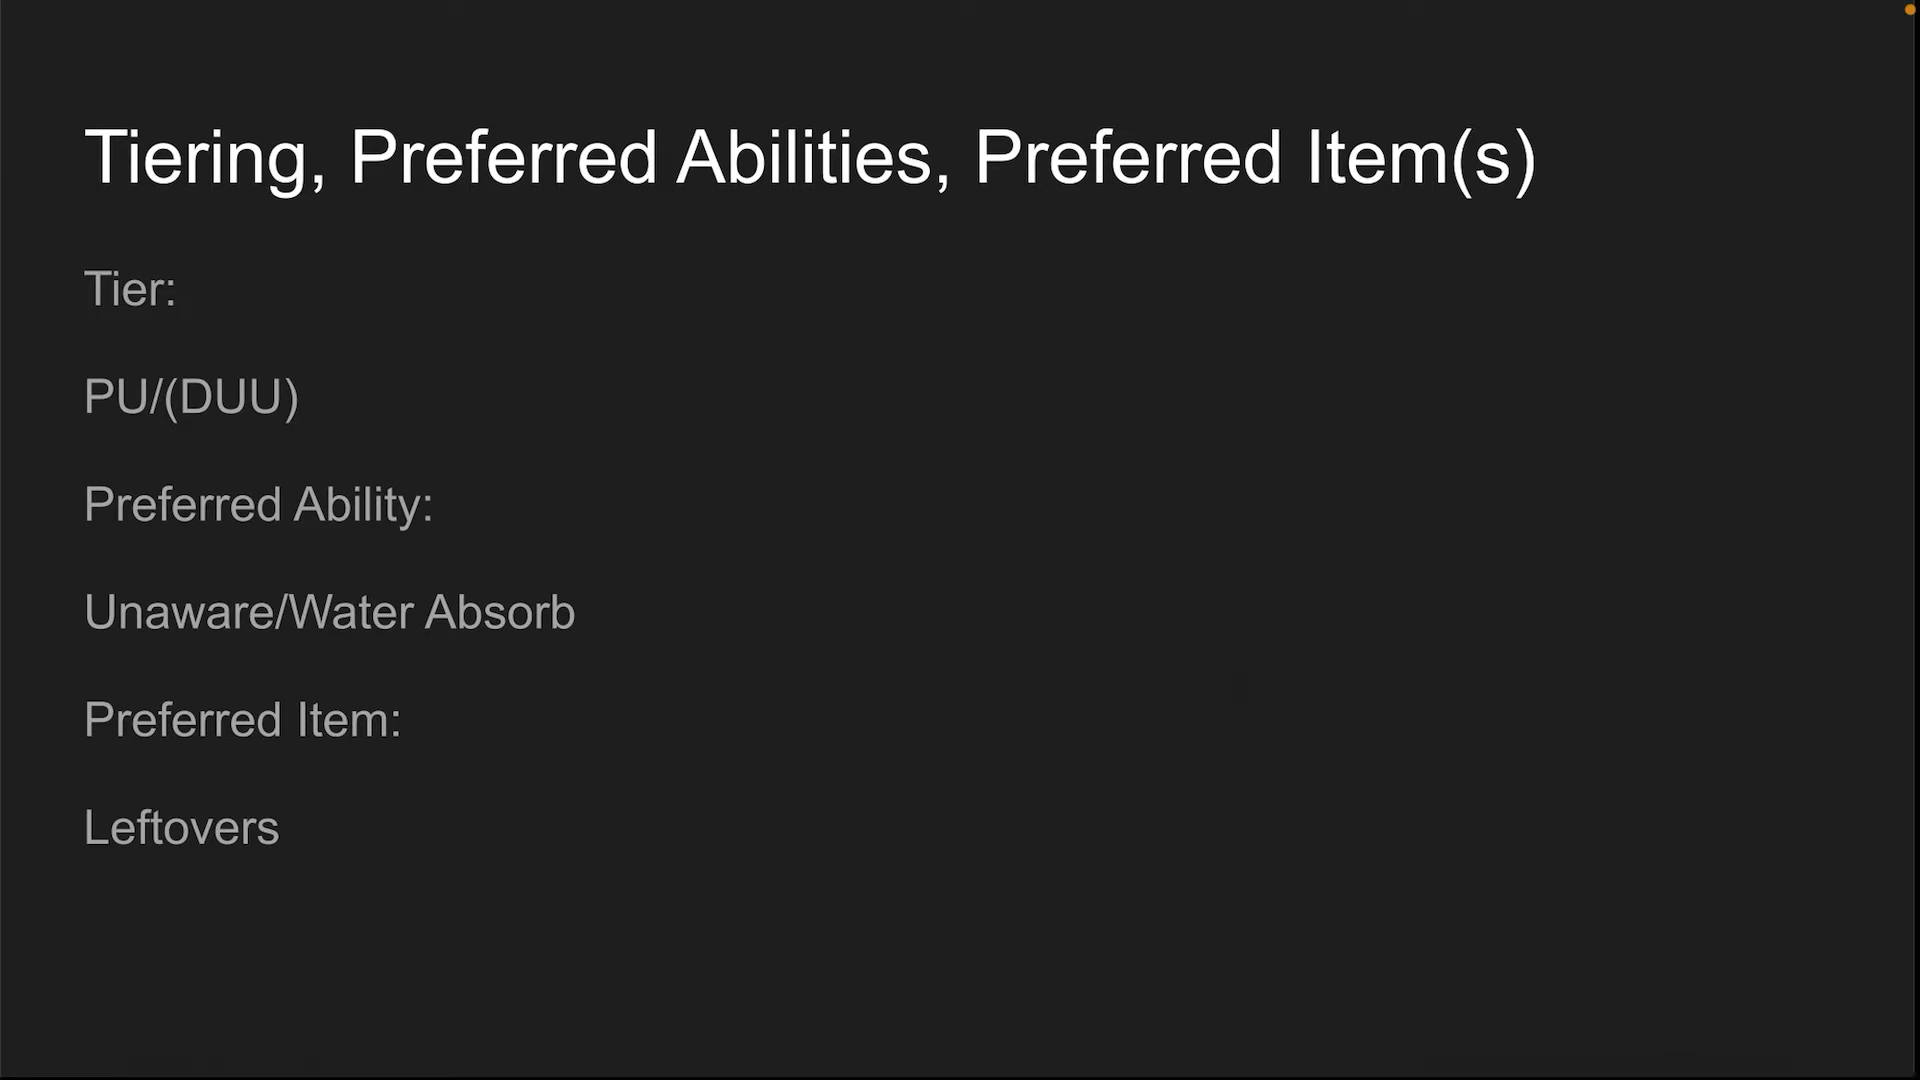 Tiering, Preferred Abilities, Preferred Item(s)
Tier:
PU/(DUU)
Preferred Ability:
Unaware/Water Absorb
Preferred Item:
Leftovers